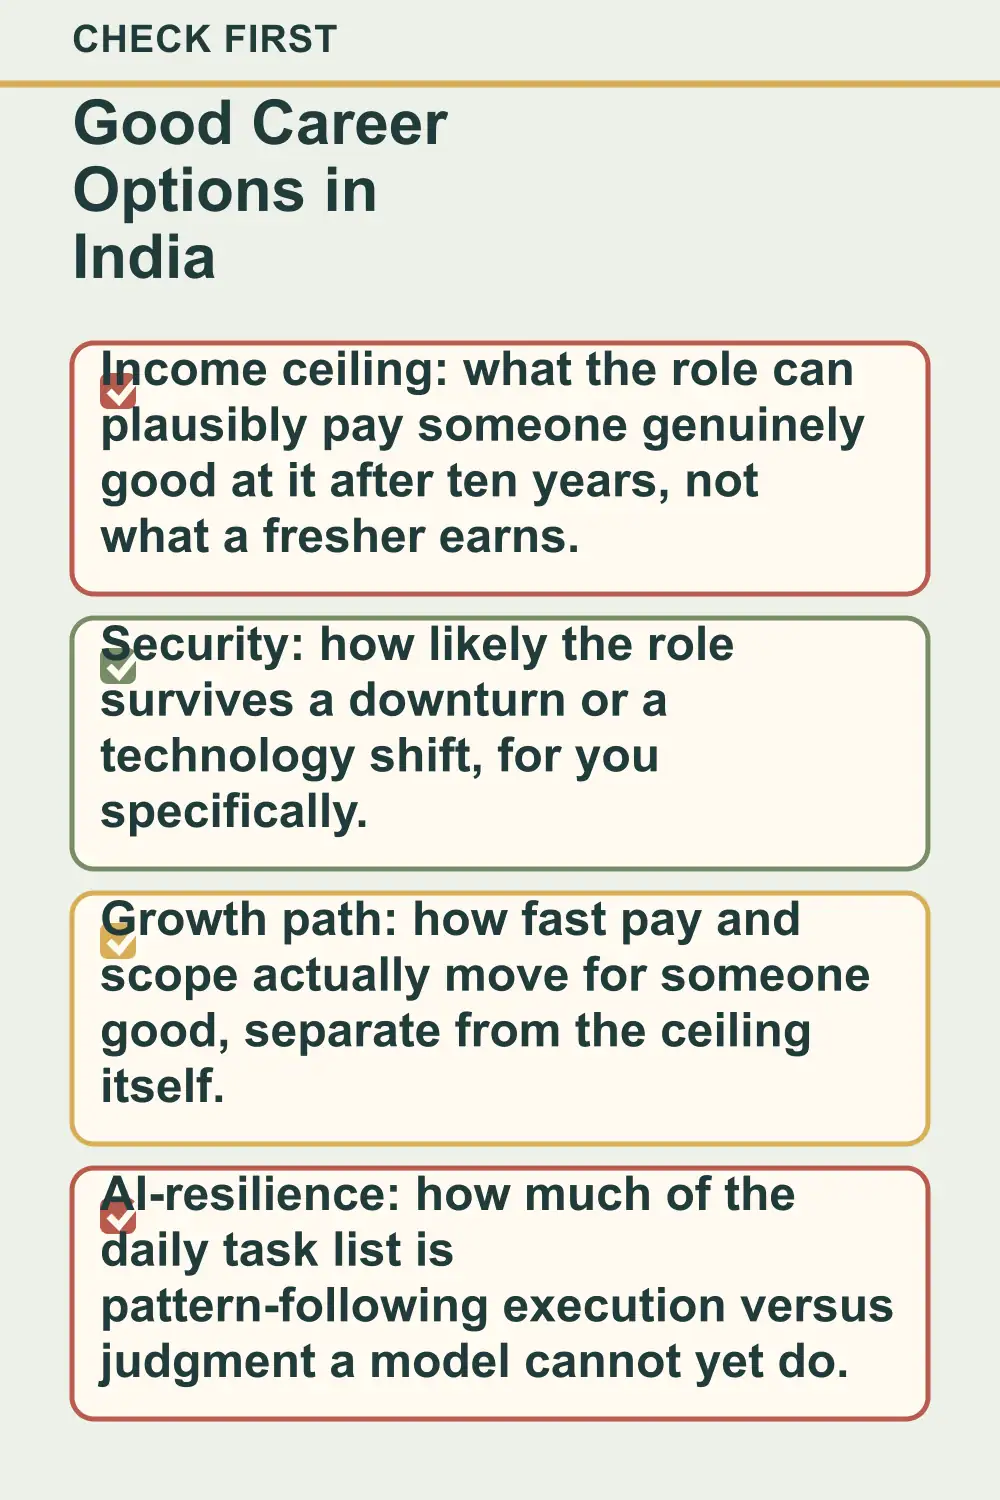 CHECK FIRST
Good Career
Options in
India
Income ceiling: what the role can
plausibly pay someone genuinely
good at it after ten years, not
what a fresher earns.
Security: how likely the role
survives a downturn or a
technology shift, for you
specifically.
Growth path: how fast pay and
scope actually move for someone
good, separate from the ceiling
itself.
AI-resilience: how much of the
daily task list is
pattern-following execution versus
judgment a model cannot yet do.